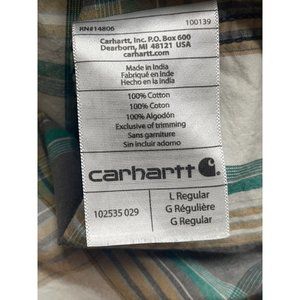 RN#14806 100139
Carhartt, Inc. P.O. Box 600
Dearborn, MI 48121 USA
carhartt.com
Made in India
Fabriqué en Inde
Hecho en la India
100% Cotton
100% Coton
100% Algodón
Exclusive of trimming
Sans garniture
Sin incluir adorno
carhartt
102535 029
L Regular
G Régulière
G Regular